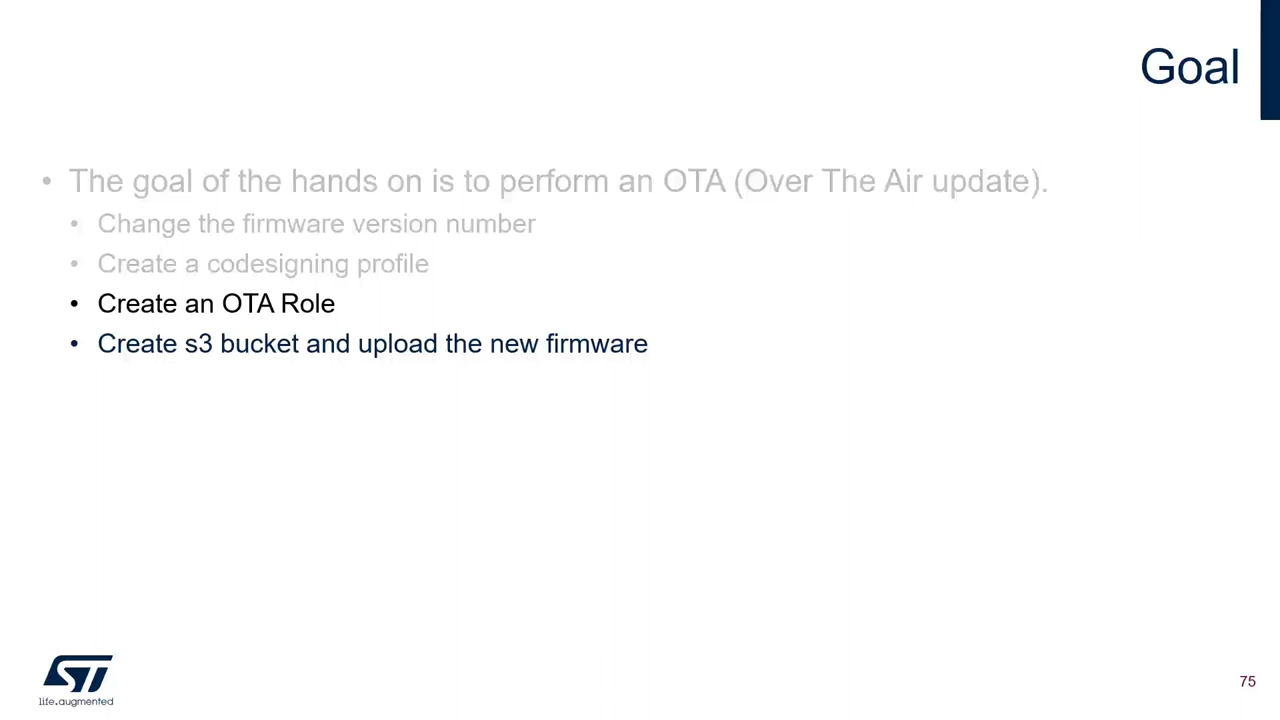 Goal
• The goal of the hands on is to perform an OTA (Over The Air update).
• Change the firmware version number
• Create a codesigning profile
• Create an OTA Role
• Create s3 bucket and upload the new firmware
ST
life.augmented
75